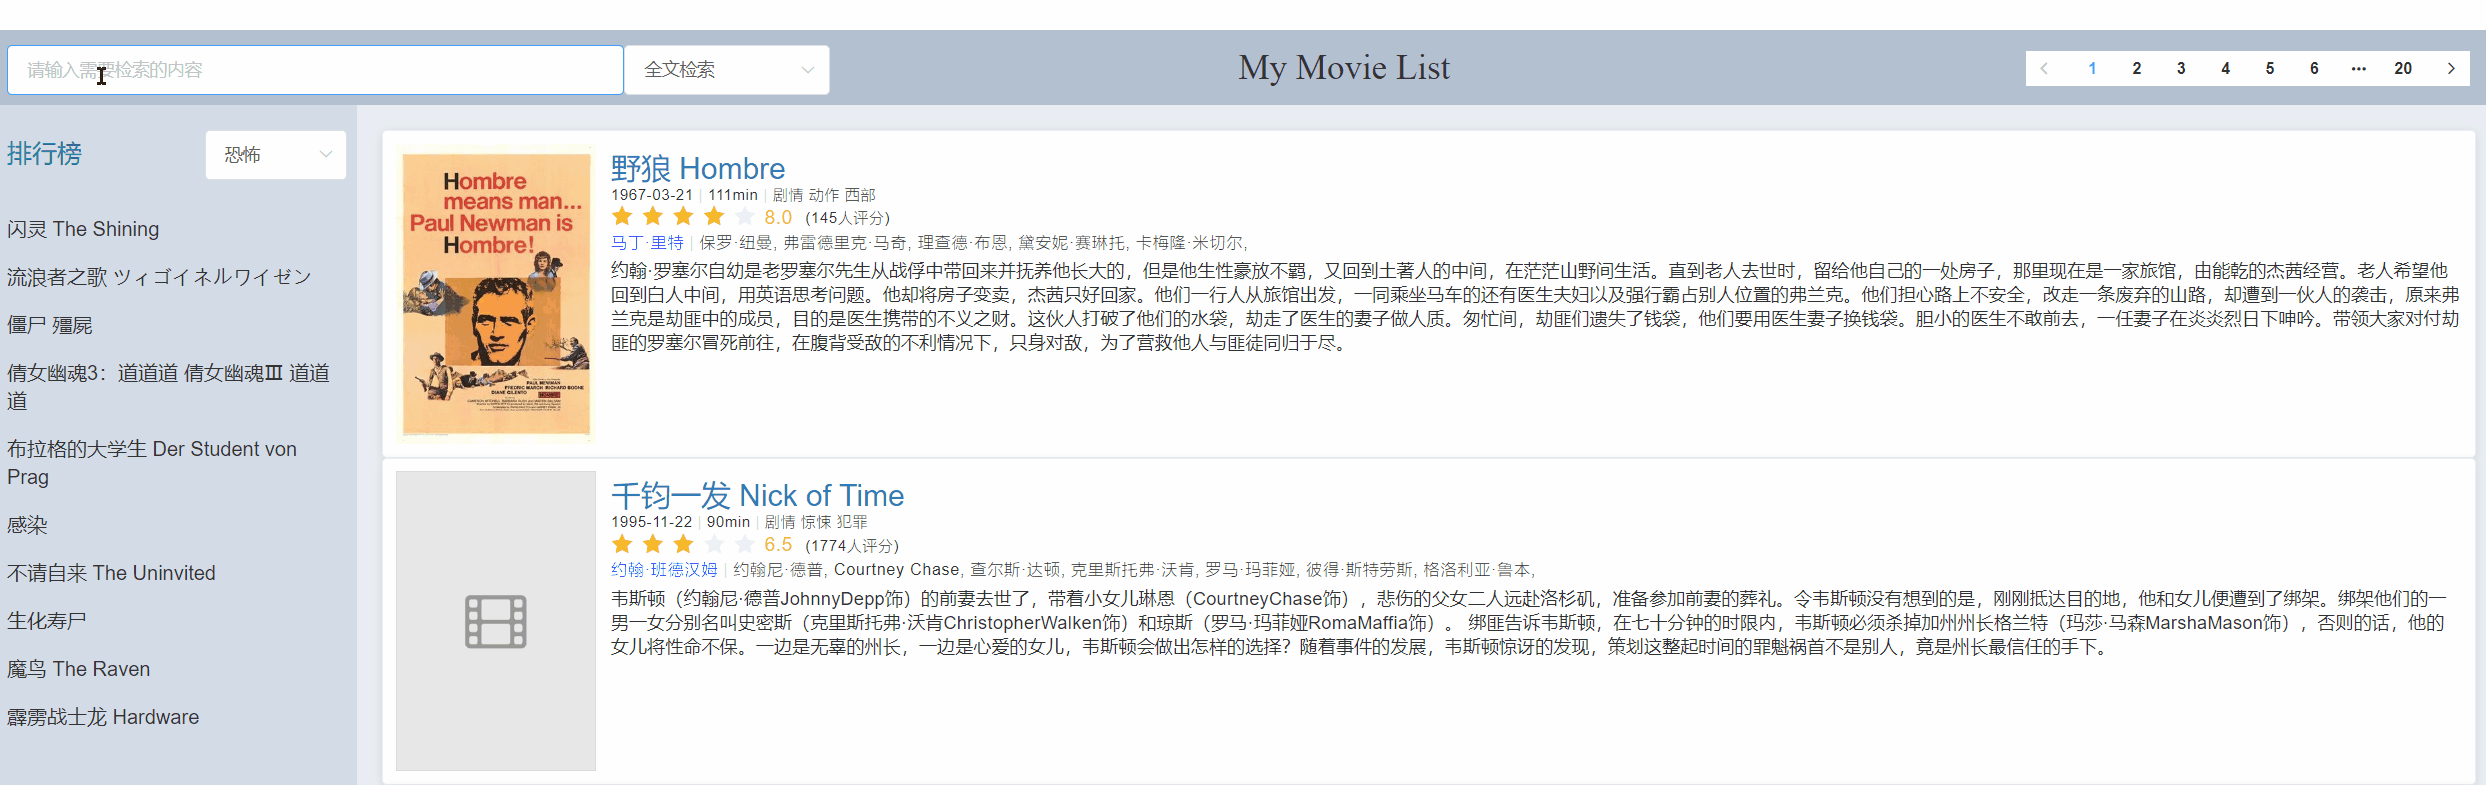 请输入需要检索的内容
全文检索
My Movie List
1 2 3 4 5 6 ··· 20
排行榜
恐怖
闪灵 The Shining
流浪者之歌 ツィゴイネルワイゼン
僵尸 殭屍
倩女幽魂3：道道道 倩女幽魂Ⅲ 道道
道
布拉格的大学生 Der Student von
Prag
感染
不请自来 The Uninvited
生化寿尸
魔鸟 The Raven
霹雳战士龙 Hardware
Hombre
means man...
Paul Newman is
Hombre!
野狼 Hombre
1967-03-21 | 111min | 剧情 动作 西部
8.0 (145人评分)
马丁·里特 | 保罗·纽曼, 弗雷德里克·马奇, 理查德·布恩, 黛安妮·赛琳托, 卡梅隆·米切尔,
约翰·罗塞尔自幼是老罗塞尔先生从战俘中带回来并抚养他长大的，但是他生性豪放不羁，又回到土著人的中间，在茫茫山野间生活。直到老人去世时，留给他自己的一处房子，那里现在是一家旅馆，由能乾的杰茜经营。老人希望他
回到白人中间，用英语思考问题。他却将房子变卖，杰茜只好回家。他们一行人从旅馆出发，一同乘坐马车的还有医生夫妇以及强行霸占别人位置的弗兰克。他们担心路上不安全，改走一条废弃的山路，却遭到一伙人的袭击，原来弗
兰克是劫匪中的成员，目的是医生携带的不义之财。这伙人打破了他们的水袋，劫走了医生的妻子做人质。匆忙间，劫匪们遗失了钱袋，他们要用医生妻子换钱袋。胆小的医生不敢前去，一任妻子在炎炎烈日下呻吟。带领大家对付劫
匪的罗塞尔冒死前往，在腹背受敌的不利情况下，只身对敌，为了营救他人与匪徒同归于尽。
千钧一发 Nick of Time
1995-11-22 | 90min | 剧情 惊悚 犯罪
6.5 (1774人评分)
约翰·班德汉姆 | 约翰尼·德普, Courtney Chase, 查尔斯·达顿, 克里斯托弗·沃肯, 罗马·玛菲娅, 彼得·斯特劳斯, 格洛利亚·鲁本,
韦斯顿（约翰尼·德普JohnnyDepp饰）的前妻去世了，带着小女儿琳恩（CourtneyChase饰），悲伤的父女二人远赴洛杉矶，准备参加前妻的葬礼。令韦斯顿没有想到的是，刚刚抵达目的地，他和女儿便遭到了绑架。绑架他们的一
男一女分别名叫史密斯（克里斯托弗·沃肯ChristopherWalken饰）和琼斯（罗马·玛菲娅RomaMaffia饰）。 绑匪告诉韦斯顿，在七十分钟的时限内，韦斯顿必须杀掉加州州长格兰特（玛莎·马森MarshaMason饰），否则的话，他的
女儿将性命不保。一边是无辜的州长，一边是心爱的女儿，韦斯顿会做出怎样的选择？随着事件的发展，韦斯顿惊讶的发现，策划这整起时间的罪魁祸首不是别人，竟是州长最信任的手下。